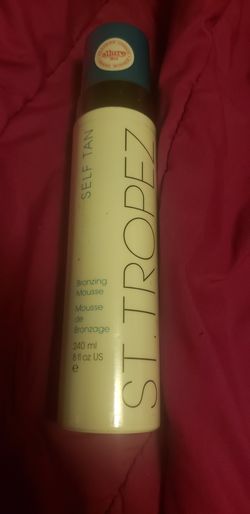 allure
SELF TAN
ST. TROPEZ
Bronzing
Mousse
Mousse
de
Bronzage
240 ml
8 fl oz US
e